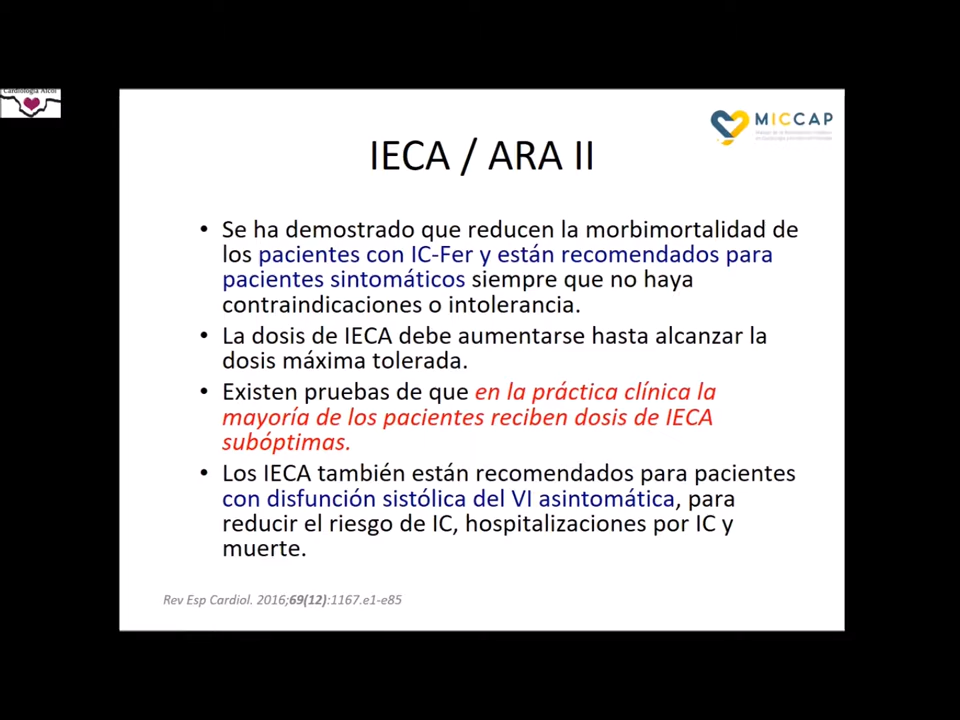 Cardiología Alcoi
MICCAP
IECA / ARA II
• Se ha demostrado que reducen la morbimortalidad de
los pacientes con IC-Fer y están recomendados para
pacientes sintomáticos siempre que no haya
contraindicaciones o intolerancia.
• La dosis de IECA debe aumentarse hasta alcanzar la
dosis máxima tolerada.
• Existen pruebas de que en la práctica clínica la
mayoría de los pacientes reciben dosis de IECA
subóptimas.
• Los IECA también están recomendados para pacientes
con disfunción sistólica del VI asintomática, para
reducir el riesgo de IC, hospitalizaciones por IC y
muerte.
Rev Esp Cardiol. 2016;69(12):1167.e1-e85